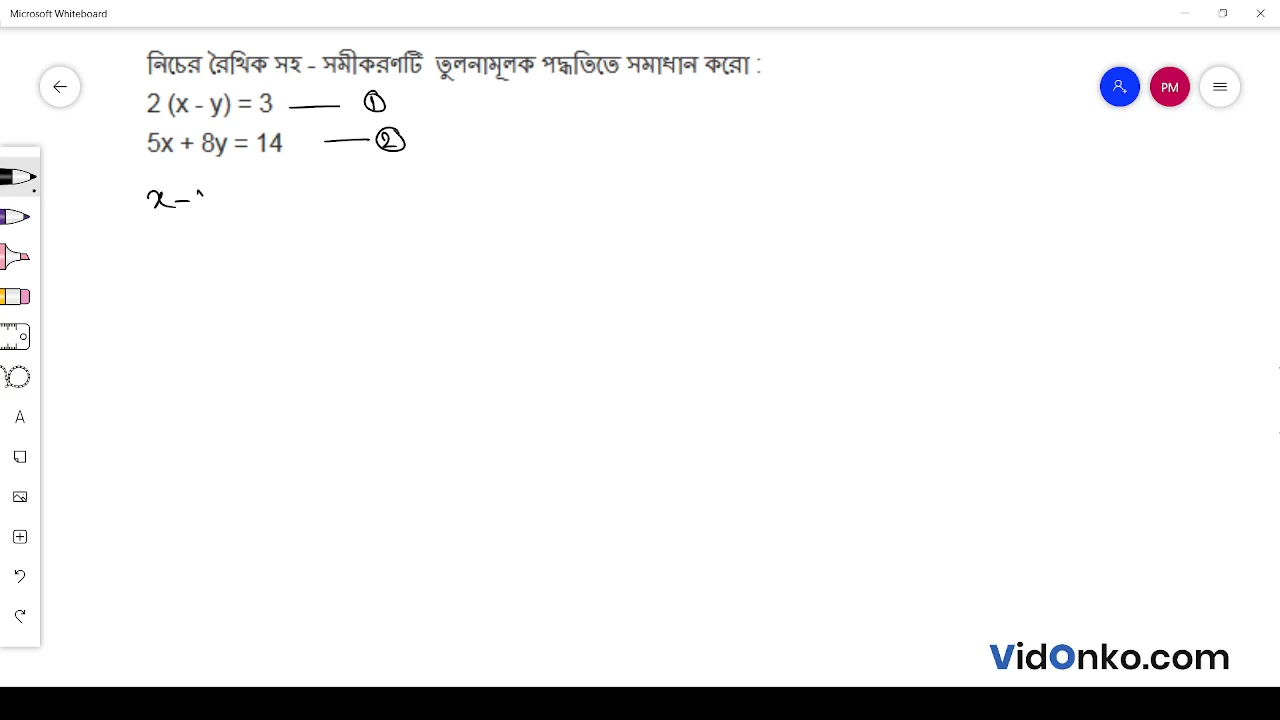 Microsoft Whiteboard
নিচের রৈখিক সহ - সমীকরণটি তুলনামূলক পদ্ধতিতে সমাধান করো :
2 (x - y) = 3 —— ①
5x + 8y = 14 —— ②
x -
PM
A
VidOnko.com